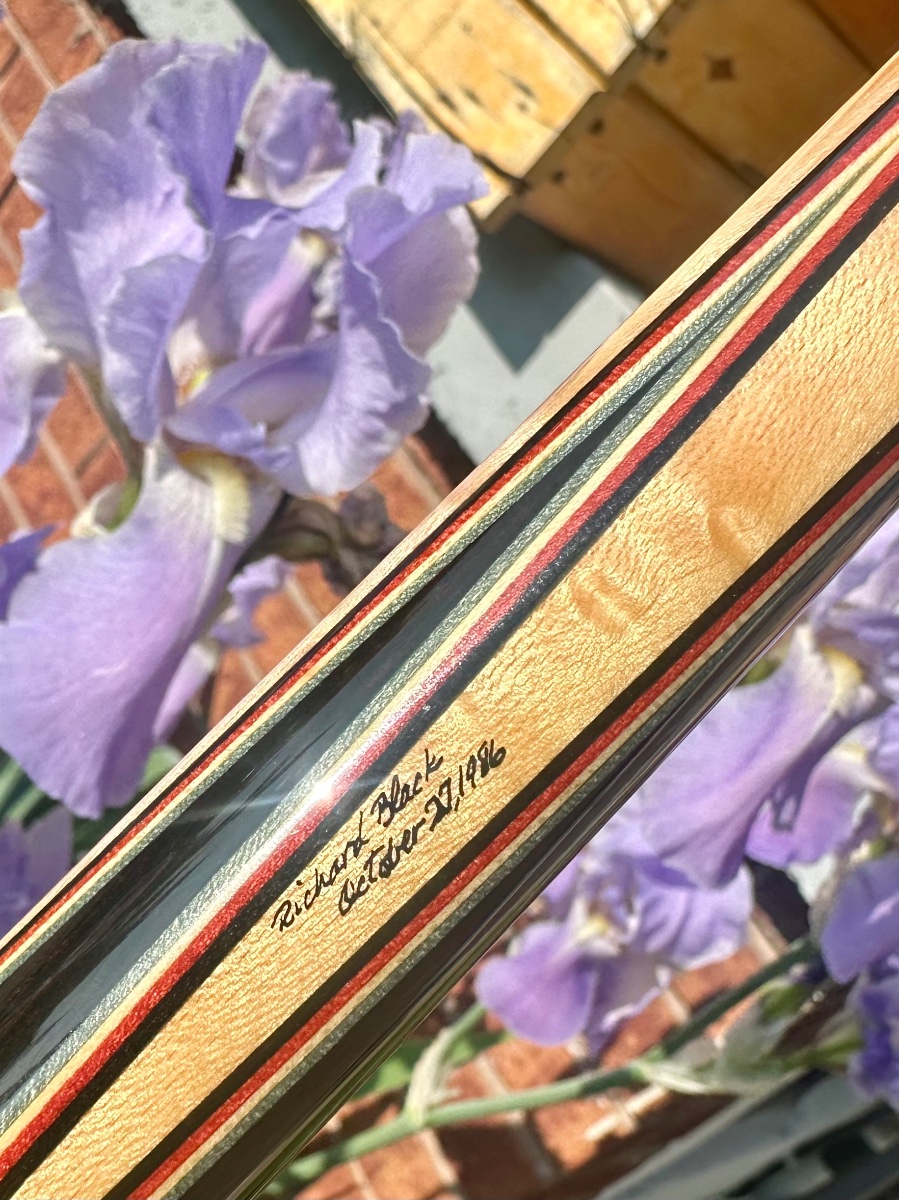 Richard Black
October 27, 1986